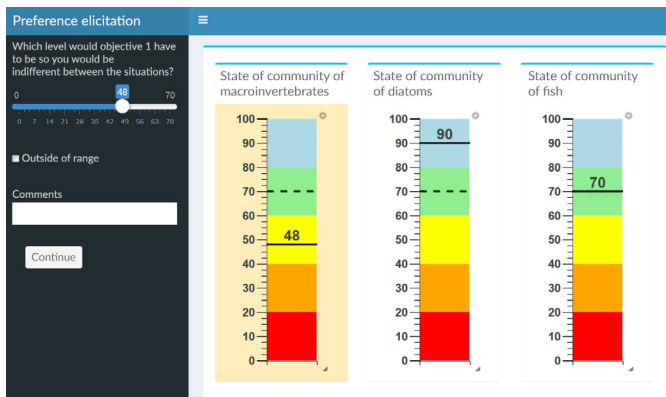 Preference elicitation
Which level would objective 1 have
to be so you would be
indifferent between the situations?
0 48 70
0 7 14 21 28 35 42 49 56 63 70
Outside of range
Comments
Continue
State of community of
macroinvertebrates
100
90
80
70
60
50
48
40
30
20
10
0
State of community
of diatoms
100
90
90
80
70
60
50
40
30
20
10
0
State of community
of fish
100
90
80
70
70
60
50
40
30
20
10
0